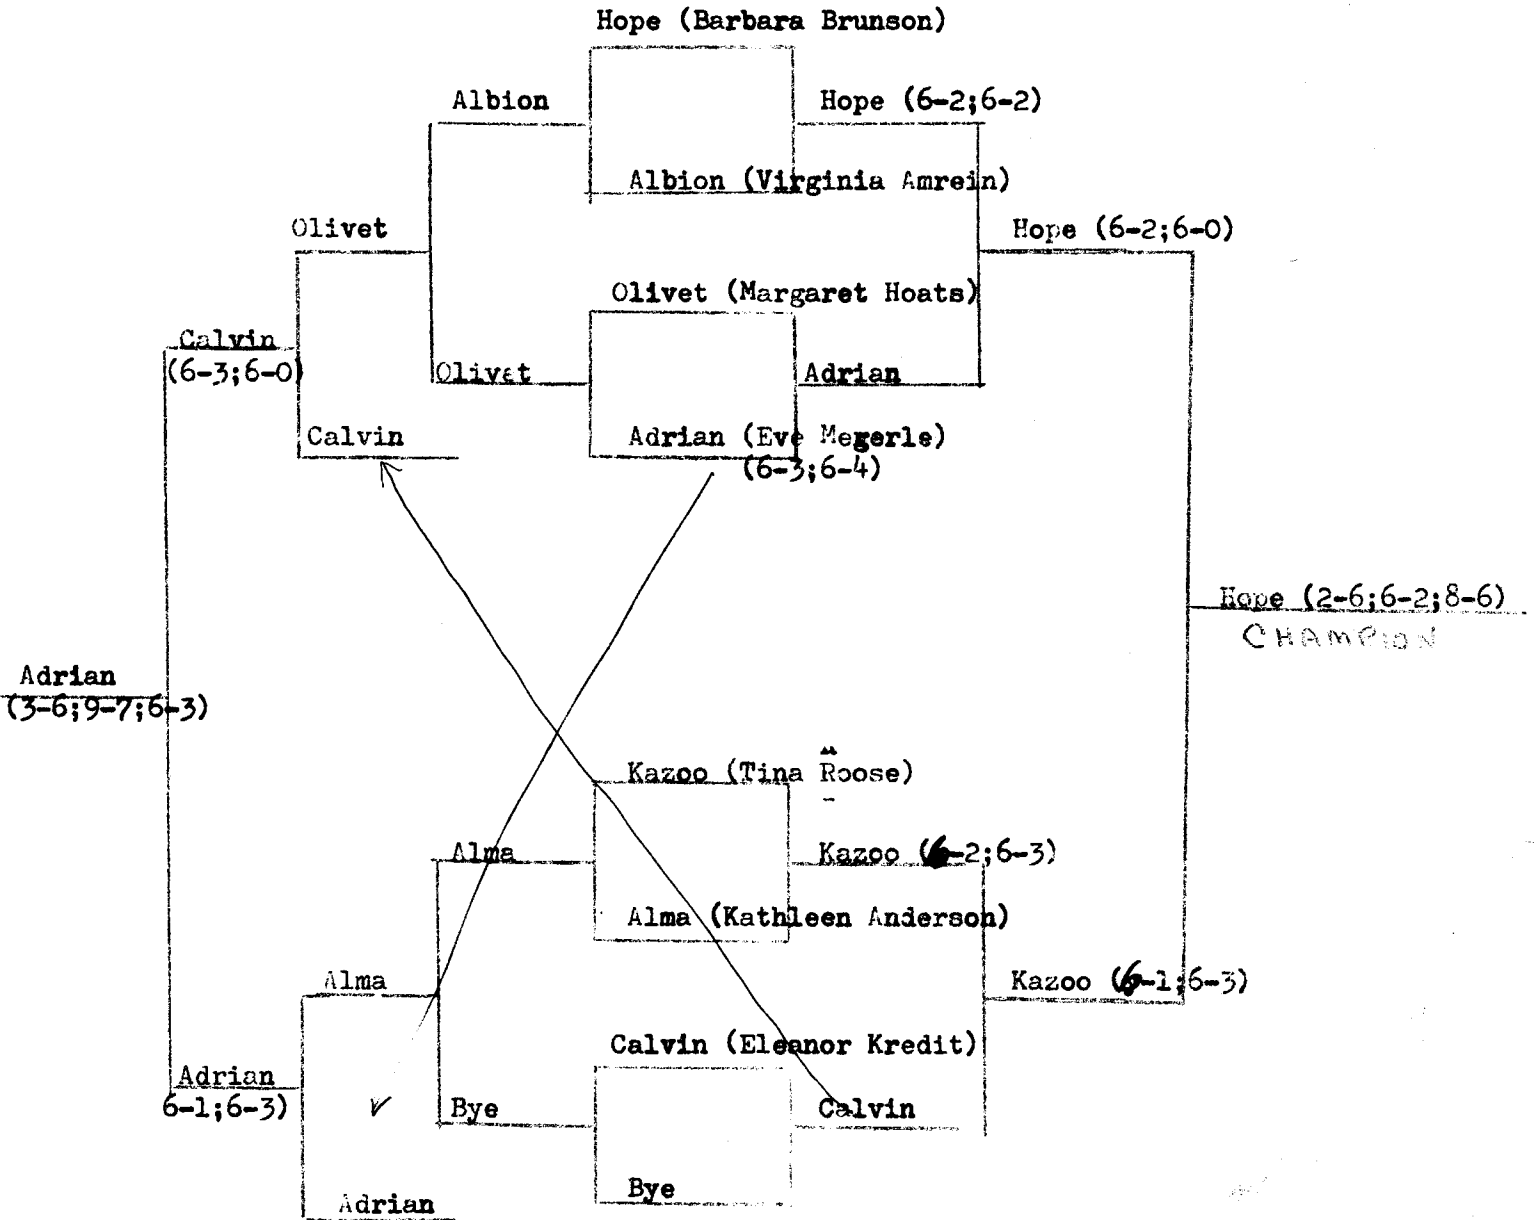 Hope (Barbara Brunson)
Albion
Hope (6-2;6-2)
Albion (Virginia Amrein)
Olivet
Hope (6-2;6-0)
Olivet (Margaret Hoats)
Calvin
(6-3;6-0)
Olivet
Adrian
Calvin
Adrian (Eve Megerle)
(6-3;6-4)
Hope (2-6;6-2;8-6)
CHAMPION
Adrian
(3-6;9-7;6-3)
Kazoo (Tina Roose)
Alma
Kazoo (6-2;6-3)
Alma (Kathleen Anderson)
Alma
Kazoo (6-1;6-3)
Calvin (Eleanor Kredit)
Adrian
6-1;6-3)
Bye
Calvin
Bye
Adrian